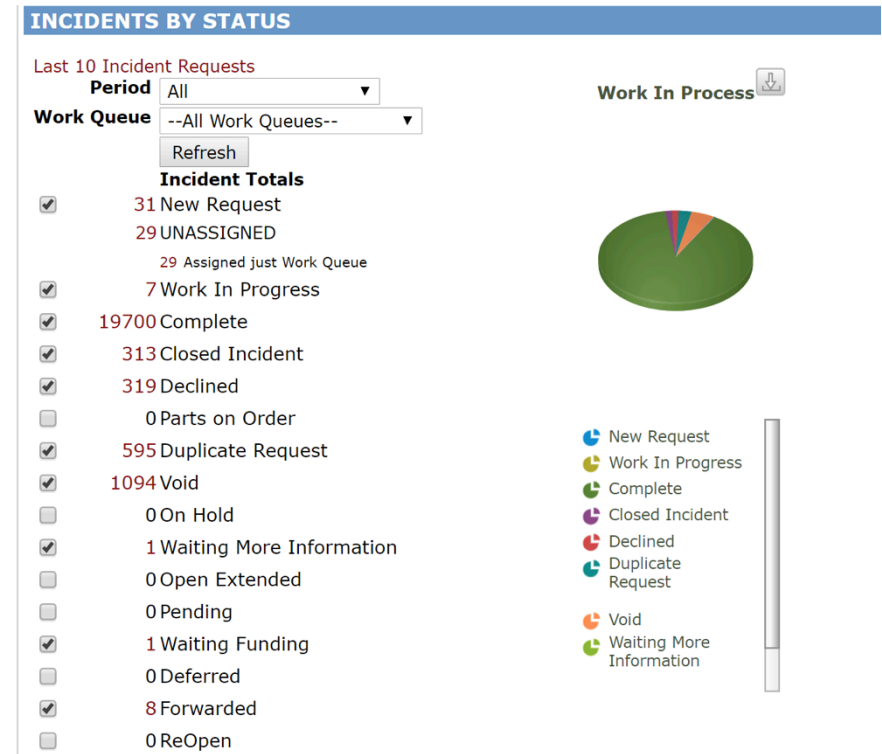 INCIDENTS BY STATUS
Last 10 Incident Requests
Period All
Work Queue --All Work Queues--
Refresh
Incident Totals
31 New Request
29 UNASSIGNED
29 Assigned just Work Queue
7 Work In Progress
19700 Complete
313 Closed Incident
319 Declined
0 Parts on Order
595 Duplicate Request
1094 Void
0 On Hold
1 Waiting More Information
0 Open Extended
0 Pending
1 Waiting Funding
0 Deferred
8 Forwarded
0 ReOpen
Work In Process
New Request
Work In Progress
Complete
Closed Incident
Declined
Duplicate
Request
Void
Waiting More
Information